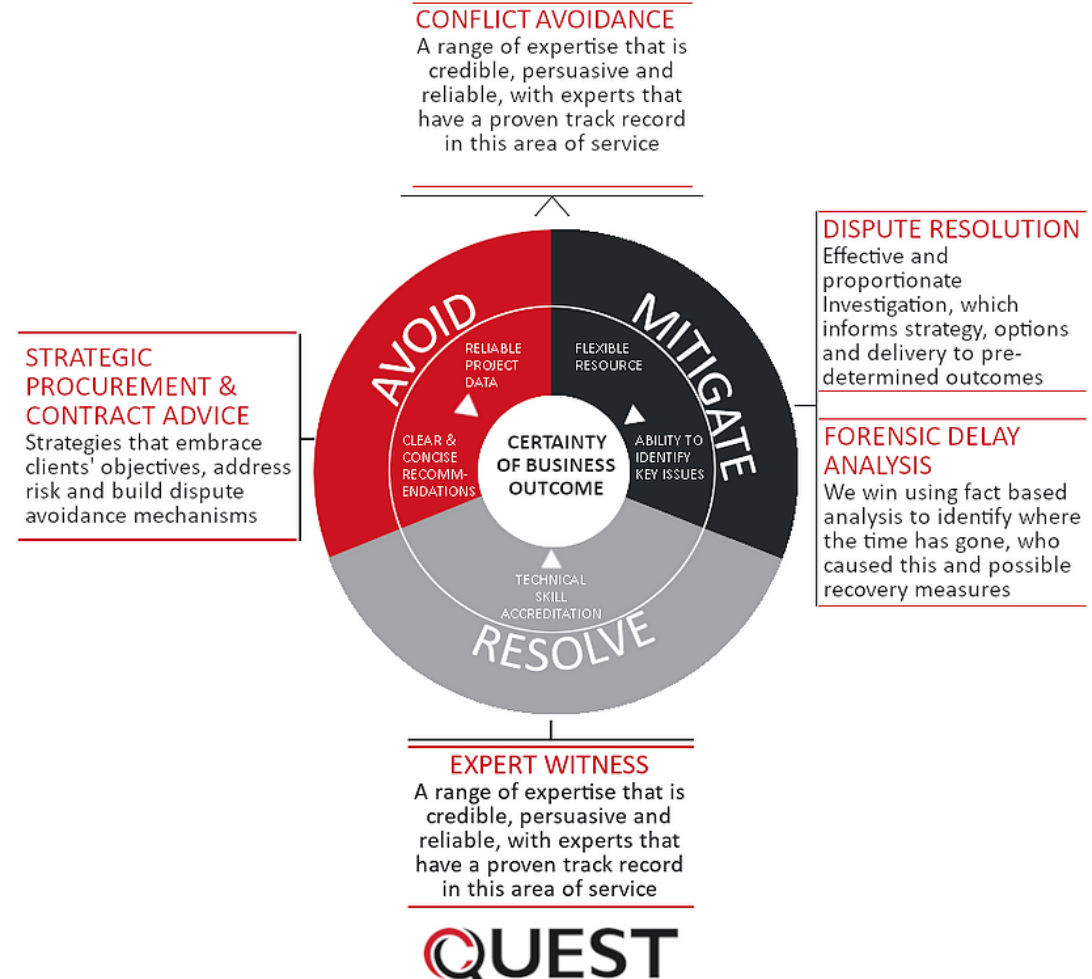 CONFLICT AVOIDANCE
A range of expertise that is
credible, persuasive and
reliable, with experts that
have a proven track record
in this area of service
DISPUTE RESOLUTION
Effective and
proportionate
Investigation, which
informs strategy, options
and delivery to pre-
determined outcomes
FORENSIC DELAY
ANALYSIS
We win using fact based
analysis to identify where
the time has gone, who
caused this and possible
recovery measures
STRATEGIC
PROCUREMENT &
CONTRACT ADVICE
Strategies that embrace
clients' objectives, address
risk and build dispute
avoidance mechanisms
AVOID
RELIABLE
PROJECT
DATA
CLEAR &
CONCISE
RECOMM-
ENDATIONS
MITIGATE
FLEXIBLE
RESOURCE
ABILITY TO
IDENTIFY
KEY ISSUES
CERTAINTY
OF BUSINESS
OUTCOME
TECHNICAL
SKILL
ACCREDITATION
RESOLVE
EXPERT WITNESS
A range of expertise that is
credible, persuasive and
reliable, with experts that
have a proven track record
in this area of service
QUEST